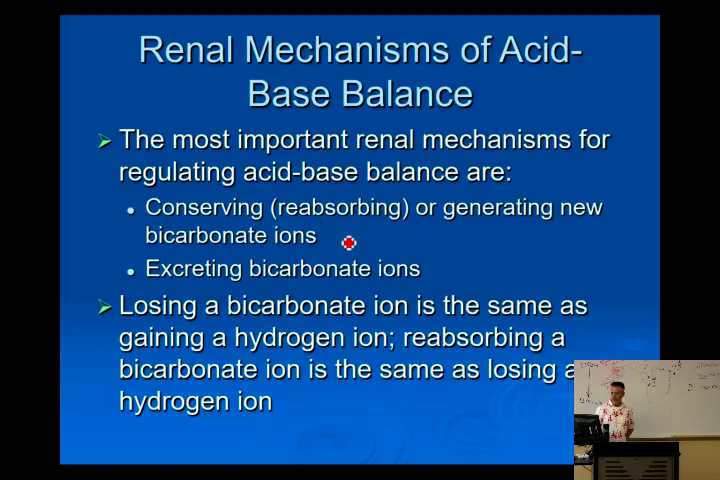 Renal Mechanisms of Acid-
Base Balance
The most important renal mechanisms for
regulating acid-base balance are:
Conserving (reabsorbing) or generating new
bicarbonate ions
Excreting bicarbonate ions
Losing a bicarbonate ion is the same as
gaining a hydrogen ion; reabsorbing a
bicarbonate ion is the same as losing a
hydrogen ion